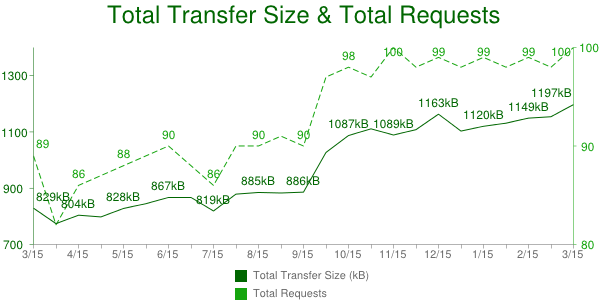 Total Transfer Size & Total Requests
1300
1100
900
700
100
90
80
89
86
88
90
86
90
90
98
100
99
99
99
100
829kB
804kB
828kB
867kB
819kB
885kB
886kB
1087kB
1089kB
1163kB
1120kB
1149kB
1197kB
3/15
4/15
5/15
6/15
7/15
8/15
9/15
10/15
11/15
12/15
1/15
2/15
3/15
Total Transfer Size (kB)
Total Requests